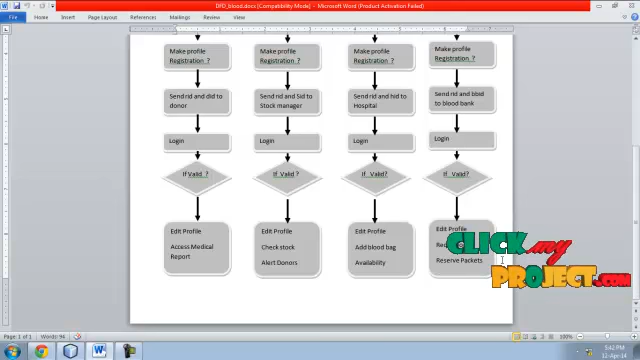 DFD_blood.docx [Compatibility Mode] - Microsoft Word (Product Activation Failed)
File Home Insert Page Layout References Mailings Review View
Make profile
Registration ?
Make profile
Registration ?
Make profile
Registration ?
Make profile
Registration ?
Send rid and did to
donor
Send rid and Sid to
Stock manager
Send rid and hid to
Hospital
Send rid and bbid
to blood bank
Login
Login
Login
Login
If Valid ?
If Valid ?
If Valid?
If Valid?
Edit Profile
Access Medical
Report
Edit Profile
Check stock
Alert Donors
Edit Profile
Add blood bag
Availability
Edit Profile
Reserve Packets
CLICK my
PROJECT.com
Page: 1 of 1 Words: 94
100%
5:42 PM
12-Apr-14